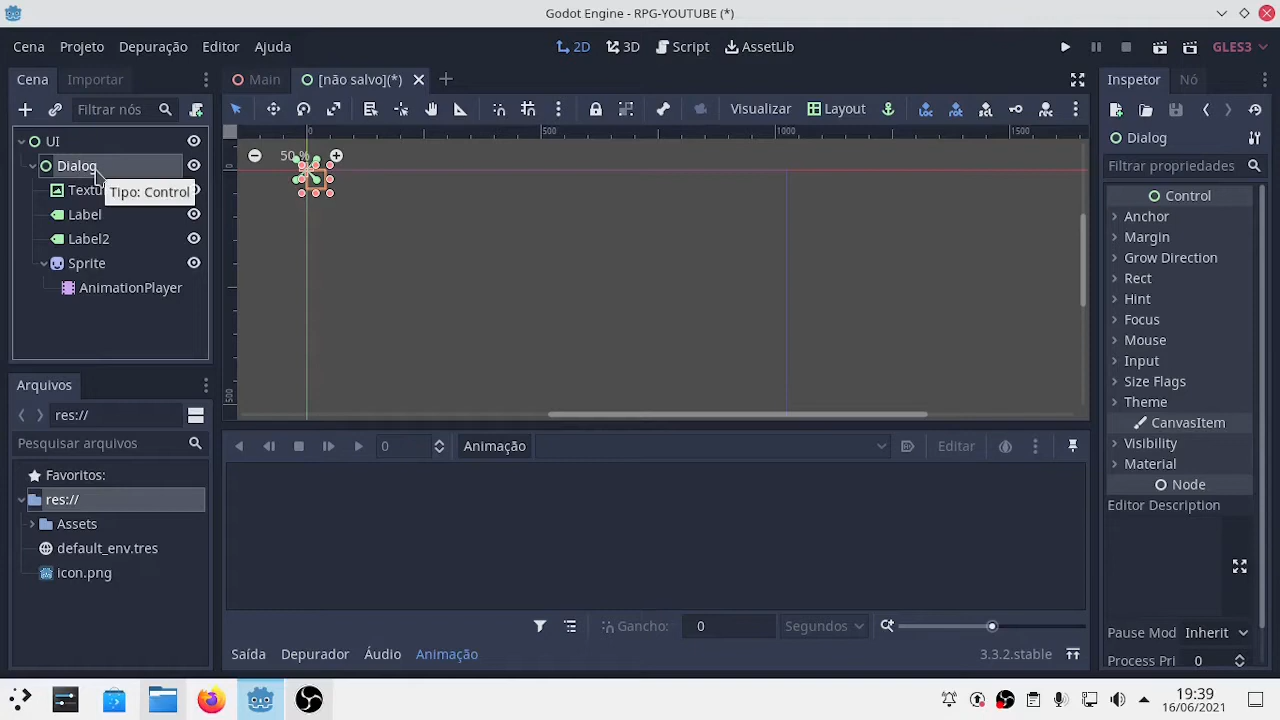 Godot Engine - RPG-YOUTUBE (*)
Cena Projeto Depuração Editor Ajuda
2D 3D Script AssetLib
GLES3
Cena Importar
Main [não salvo](*)
Inspetor Nó
Filtrar nós
Visualizar Layout
Dialog
Filtrar propriedades
UI
Dialog
Textu
Tipo: Control
Label
Label2
Sprite
AnimationPlayer
0 500 1000 1500
50 %
500
Control
Anchor
Margin
Grow Direction
Rect
Hint
Focus
Mouse
Input
Size Flags
Theme
CanvasItem
Visibility
Material
Node
Editor Description
Pause Mod Inherit
Process Pri 0
Arquivos
res://
Pesquisar arquivos
Favoritos:
res://
Assets
default_env.tres
icon.png
0 Animação Editar
Gancho: 0 Segundos
Saída Depurador Áudio Animação 3.3.2.stable
19:39
16/06/2021